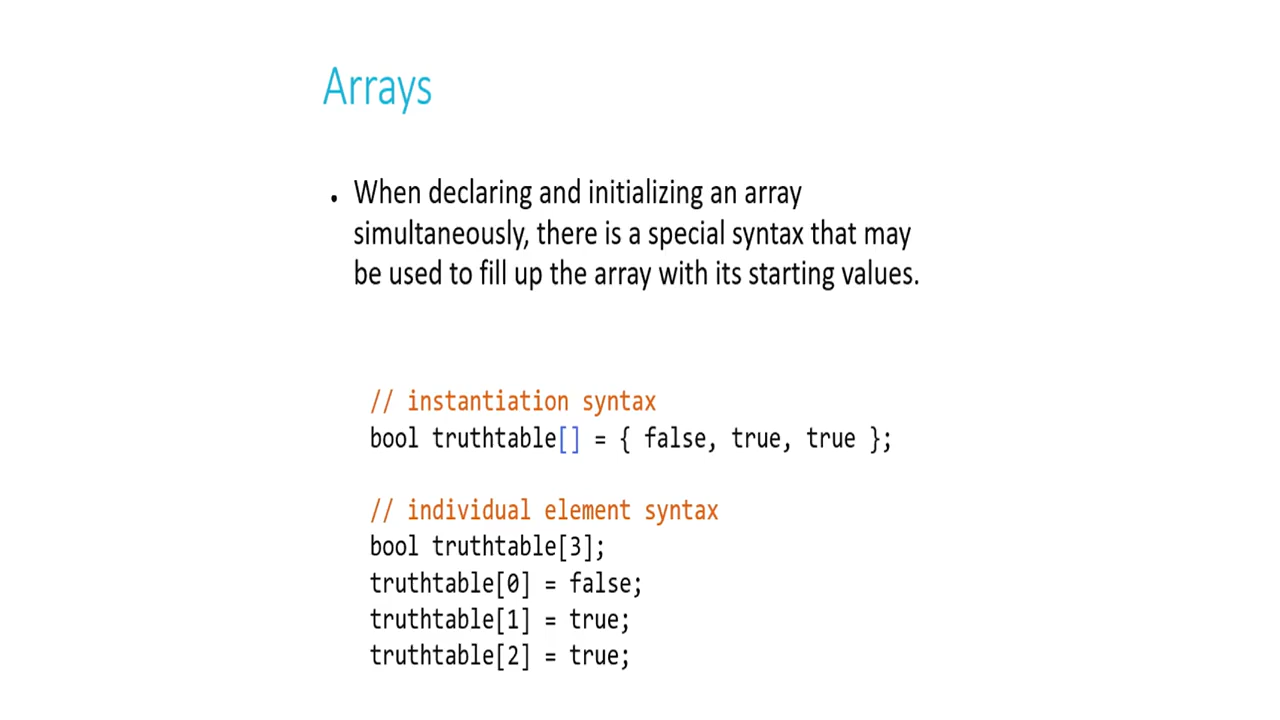 Arrays
• When declaring and initializing an array
simultaneously, there is a special syntax that may
be used to fill up the array with its starting values.
// instantiation syntax
bool truthtable[] = { false, true, true };
// individual element syntax
bool truthtable[3];
truthtable[0] = false;
truthtable[1] = true;
truthtable[2] = true;